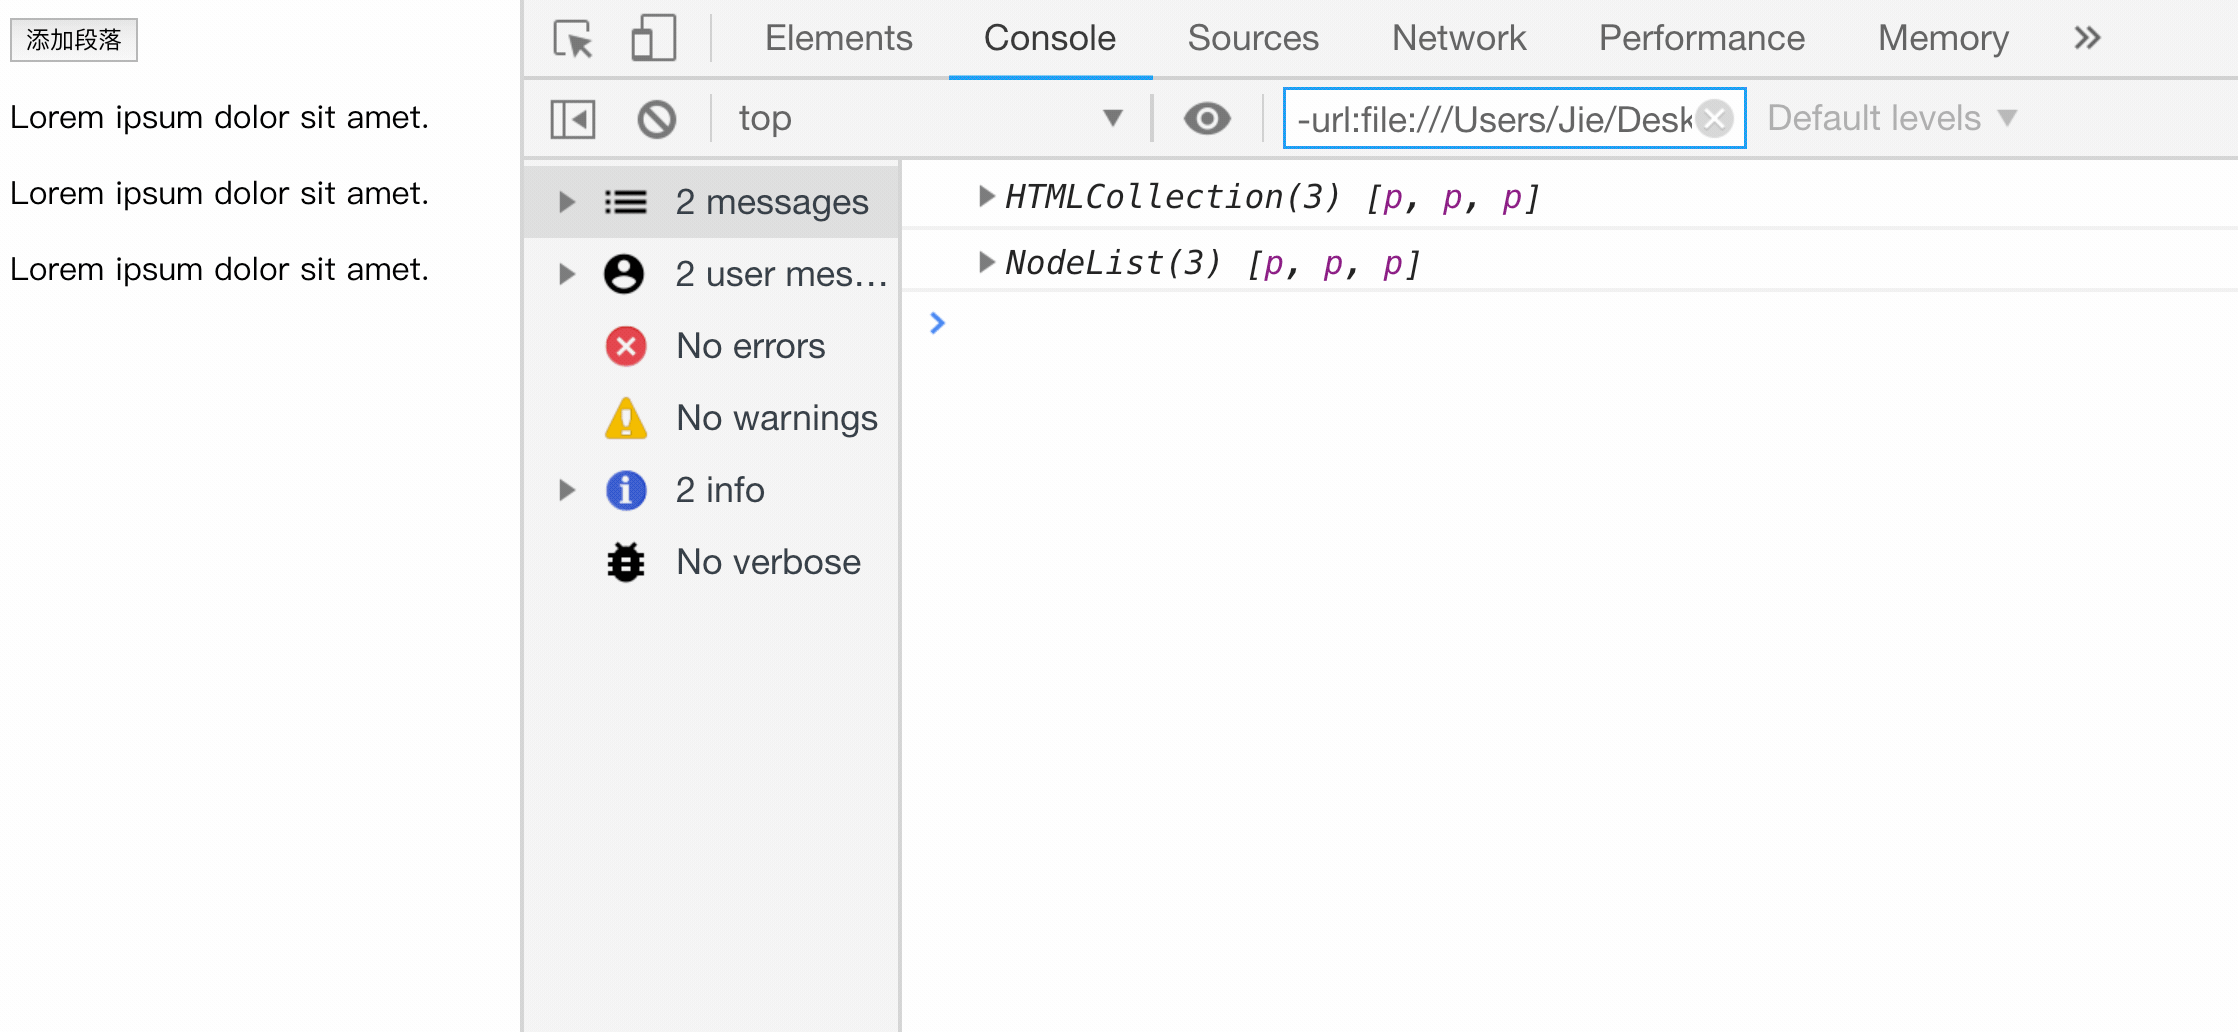 添加段落
Lorem ipsum dolor sit amet.
Lorem ipsum dolor sit amet.
Lorem ipsum dolor sit amet.
Elements Console Sources Network Performance Memory
top -url:file:///Users/Jie/Desk Default levels
2 messages
2 user mes...
No errors
No warnings
2 info
No verbose
HTMLCollection(3) [p, p, p]
NodeList(3) [p, p, p]